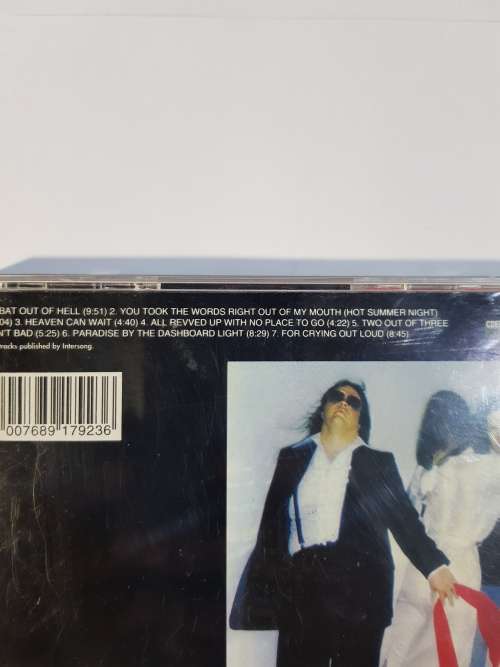 BAT OUT OF HELL (9:51) 2. YOU TOOK THE WORDS RIGHT OUT OF MY MOUTH (HOT SUMMER NIGHT)
04) 3. HEAVEN CAN WAIT (4:40) 4. ALL REVVED UP WITH NO PLACE TO GO (4:22) 5. TWO OUT OF THREE
N'T BAD (5:25) 6. PARADISE BY THE DASHBOARD LIGHT (8:29) 7. FOR CRYING OUT LOUD (8:45)
tracks published by Intersong.
007689 179236